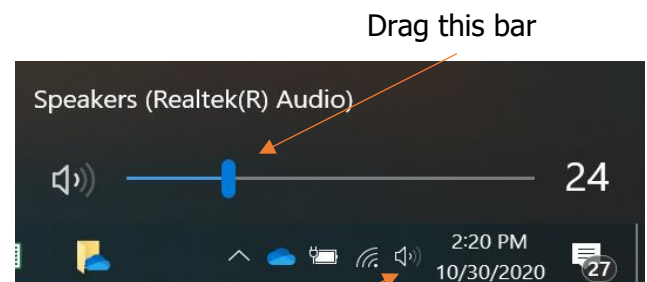 Drag this bar
Speakers (Realtek(R) Audio)
24
2:20 PM
10/30/2020
27